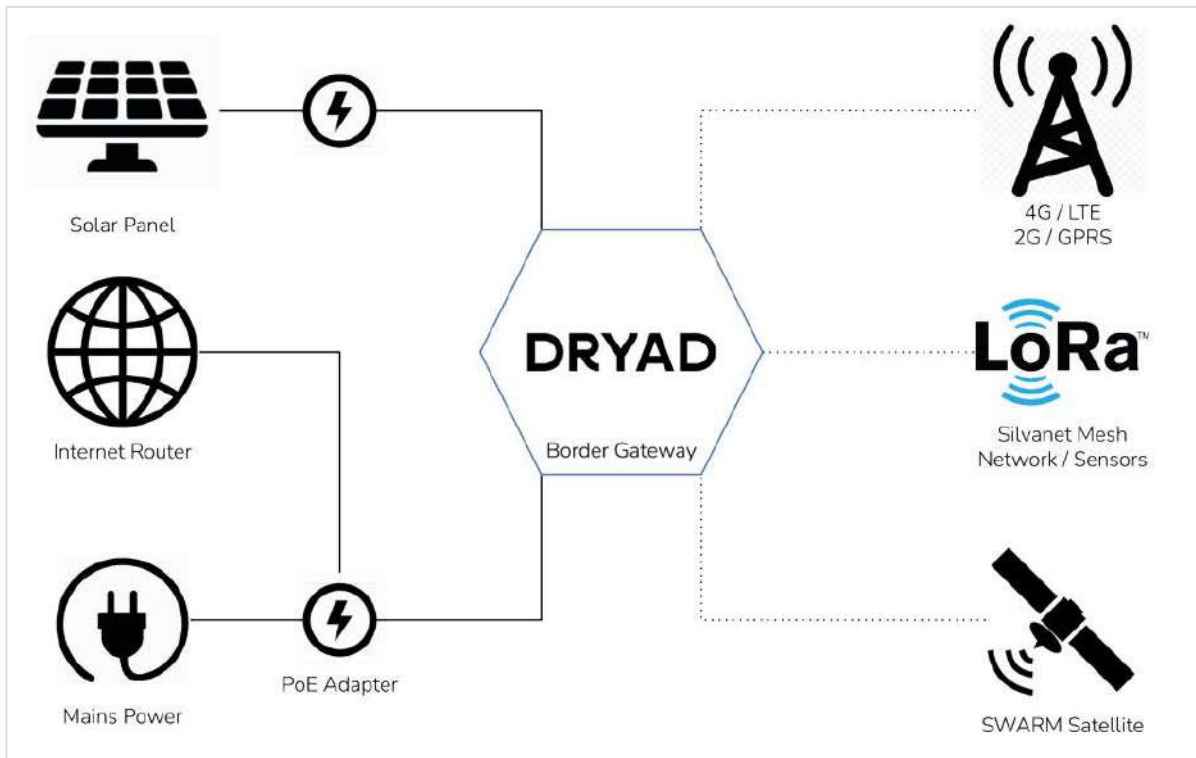 Solar Panel
Internet Router
Mains Power
PoE Adapter
DRYAD
Border Gateway
4G / LTE
2G / GPRS
LoRa™
Silvanet Mesh
Network / Sensors
SWARM Satellite